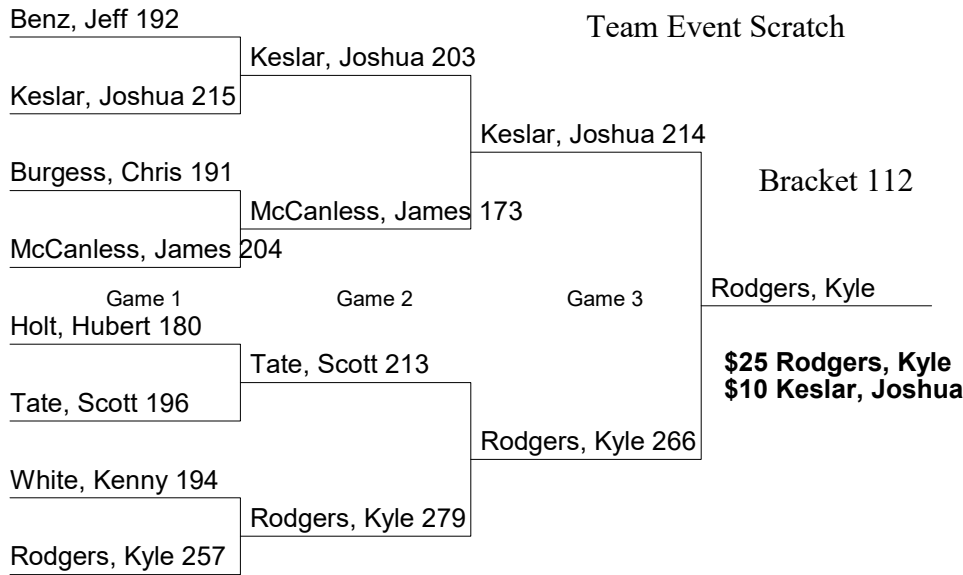 Team Event Scratch
Bracket 112
Benz, Jeff 192
Keslar, Joshua 215
Burgess, Chris 191
McCanless, James 204
Holt, Hubert 180
Tate, Scott 196
White, Kenny 194
Rodgers, Kyle 257
Game 1
Keslar, Joshua 203
McCanless, James 173
Tate, Scott 213
Rodgers, Kyle 279
Game 2
Keslar, Joshua 214
Rodgers, Kyle 266
Game 3
Rodgers, Kyle
$25 Rodgers, Kyle
$10 Keslar, Joshua